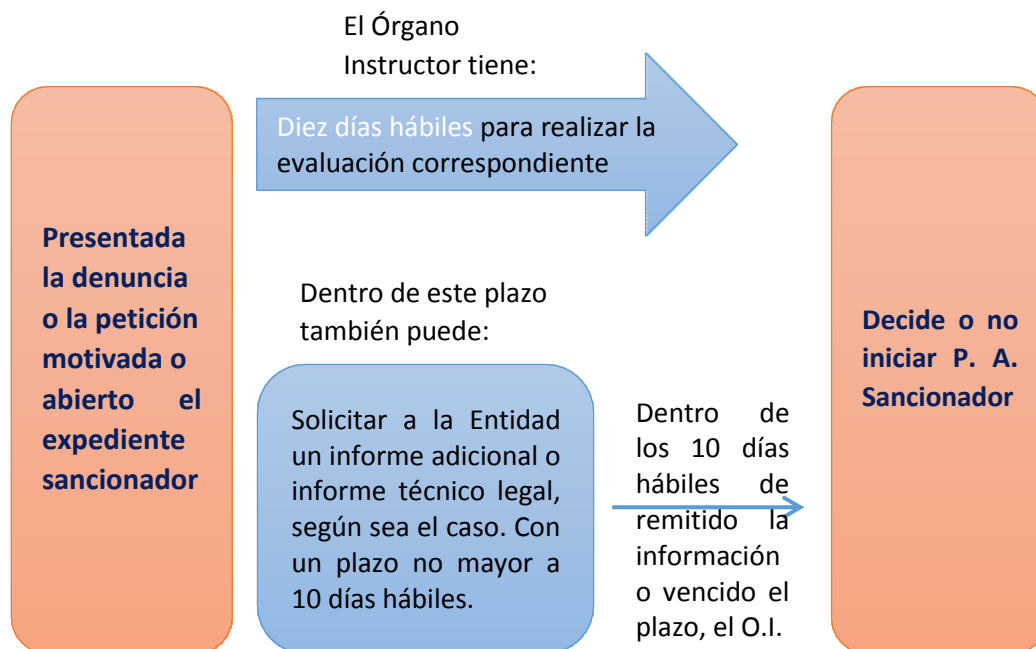 Presentada
la denuncia
o la petición
motivada o
abierto el
expediente
sancionador
El Órgano
Instructor tiene:
Diez días hábiles para realizar la
evaluación correspondiente
Dentro de este plazo
también puede:
Solicitar a la Entidad
un informe adicional o
informe técnico legal,
según sea el caso. Con
un plazo no mayor a
10 días hábiles.
Dentro de
los 10 días
hábiles de
remitido la
información
o vencido el
plazo, el O.I.
Decide o no
iniciar P. A.
Sancionador